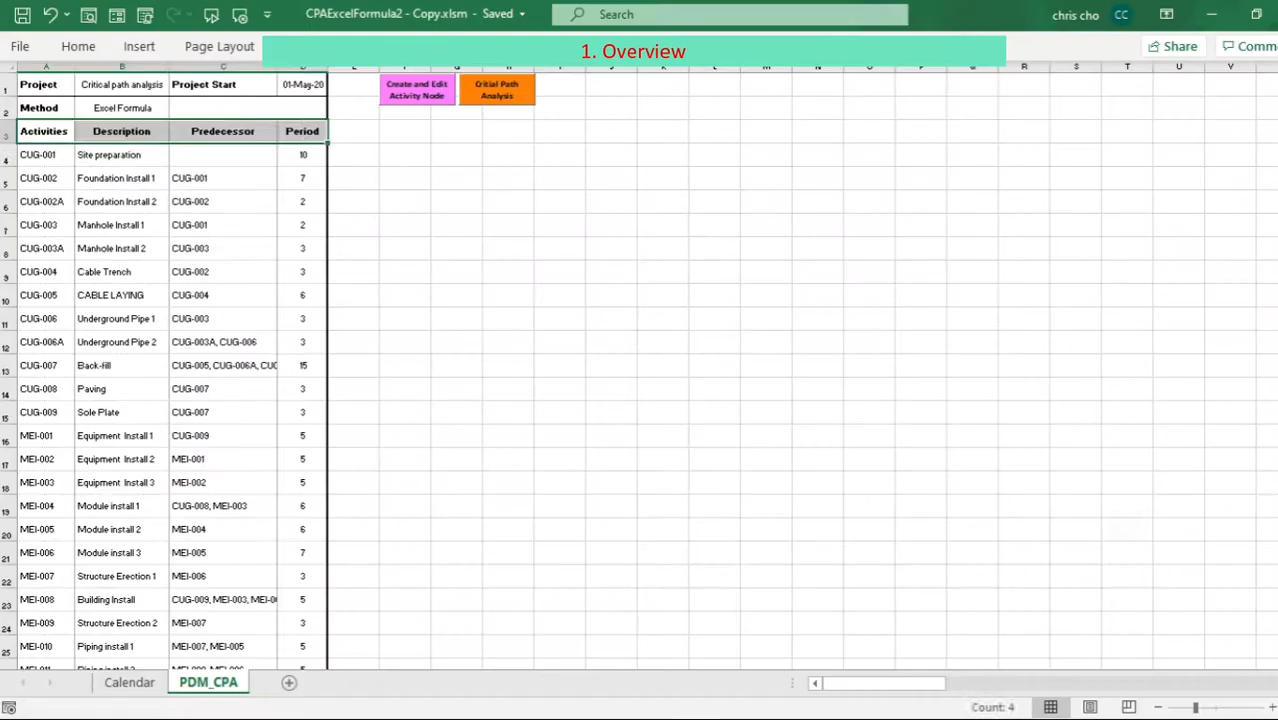 CPAExcelFormula2 - Copy.xlsm - Saved
Search
chris cho CC
File Home Insert Page Layout
1. Overview
Share Comm
Project Critical path analysis Project Start 01-May-20
Create and Edit Activity Node
Critial Path Analysis
Method Excel Formula
Activities Description Predecessor Period
CUG-001 Site preparation 10
CUG-002 Foundation Install 1 CUG-001 7
CUG-002A Foundation Install 2 CUG-002 2
CUG-003 Manhole Install 1 CUG-001 2
CUG-003A Manhole Install 2 CUG-003 3
CUG-004 Cable Trench CUG-002 3
CUG-005 CABLE LAYING CUG-004 6
CUG-006 Underground Pipe 1 CUG-003 3
CUG-006A Underground Pipe 2 CUG-003A, CUG-006 3
CUG-007 Back-fill CUG-005, CUG-006A, CUG 15
CUG-008 Paving CUG-007 3
CUG-009 Sole Plate CUG-007 3
MEI-001 Equipment Install 1 CUG-009 5
MEI-002 Equipment Install 2 MEI-001 5
MEI-003 Equipment Install 3 MEI-002 5
MEI-004 Module install 1 CUG-008, MEI-003 6
MEI-005 Module install 2 MEI-004 6
MEI-006 Module install 3 MEI-005 7
MEI-007 Structure Erection 1 MEI-006 3
MEI-008 Building Install CUG-009, MEI-003, MEI-0 5
MEI-009 Structure Erection 2 MEI-007 3
MEI-010 Piping install 1 MEI-007, MEI-005 5
Calendar PDM_CPA
Count: 4